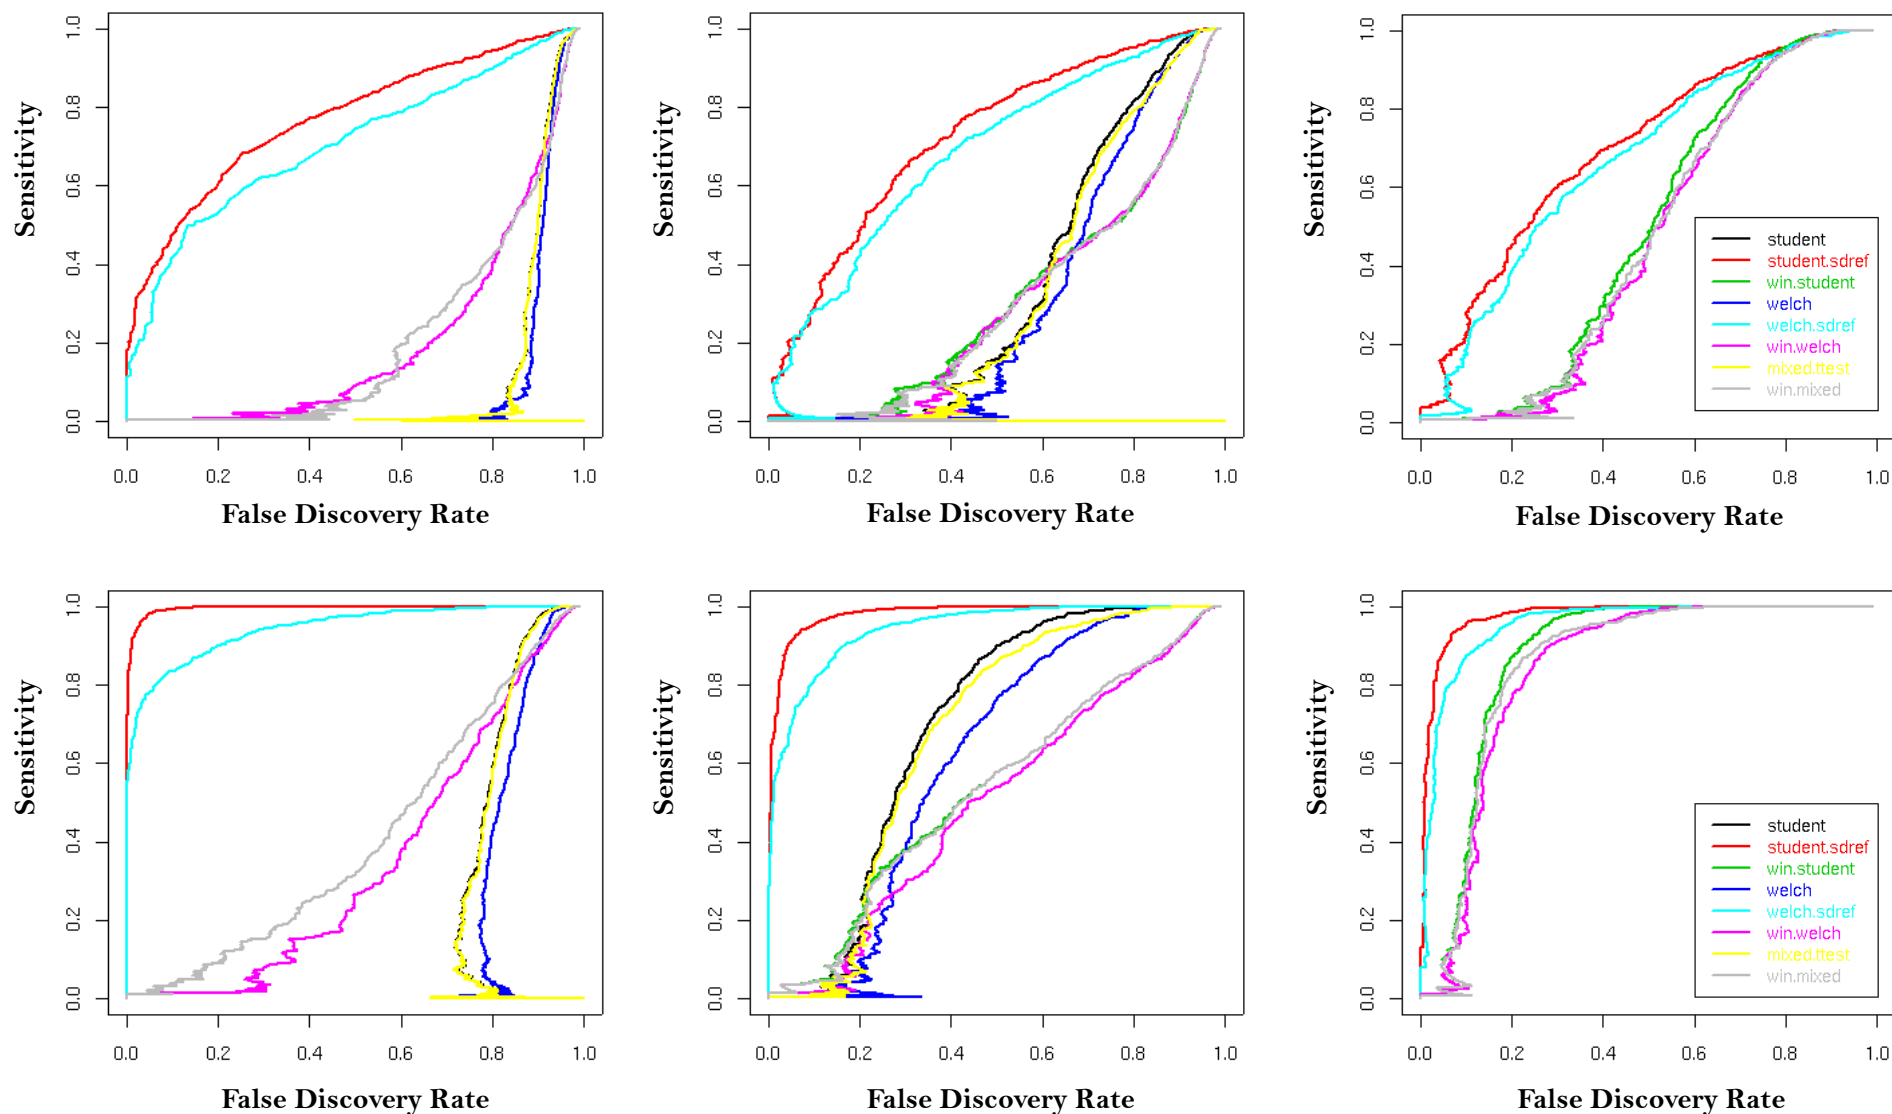 Sensitivity
1.0
0.8
0.6
0.4
0.2
0.0
0.0 0.2 0.4 0.6 0.8 1.0
False Discovery Rate
Sensitivity
1.0
0.8
0.6
0.4
0.2
0.0
0.0 0.2 0.4 0.6 0.8 1.0
False Discovery Rate
Sensitivity
1.0
0.8
0.6
0.4
0.2
0.0
student
student.sdref
win.student
welch
welch.sdref
win.welch
mixed.ttest
win.mixed
0.0 0.2 0.4 0.6 0.8 1.0
False Discovery Rate
Sensitivity
1.0
0.8
0.6
0.4
0.2
0.0
0.0 0.2 0.4 0.6 0.8 1.0
False Discovery Rate
Sensitivity
1.0
0.8
0.6
0.4
0.2
0.0
0.0 0.2 0.4 0.6 0.8 1.0
False Discovery Rate
Sensitivity
1.0
0.8
0.6
0.4
0.2
0.0
student
student.sdref
win.student
welch
welch.sdref
win.welch
mixed.ttest
win.mixed
0.0 0.2 0.4 0.6 0.8 1.0
False Discovery Rate